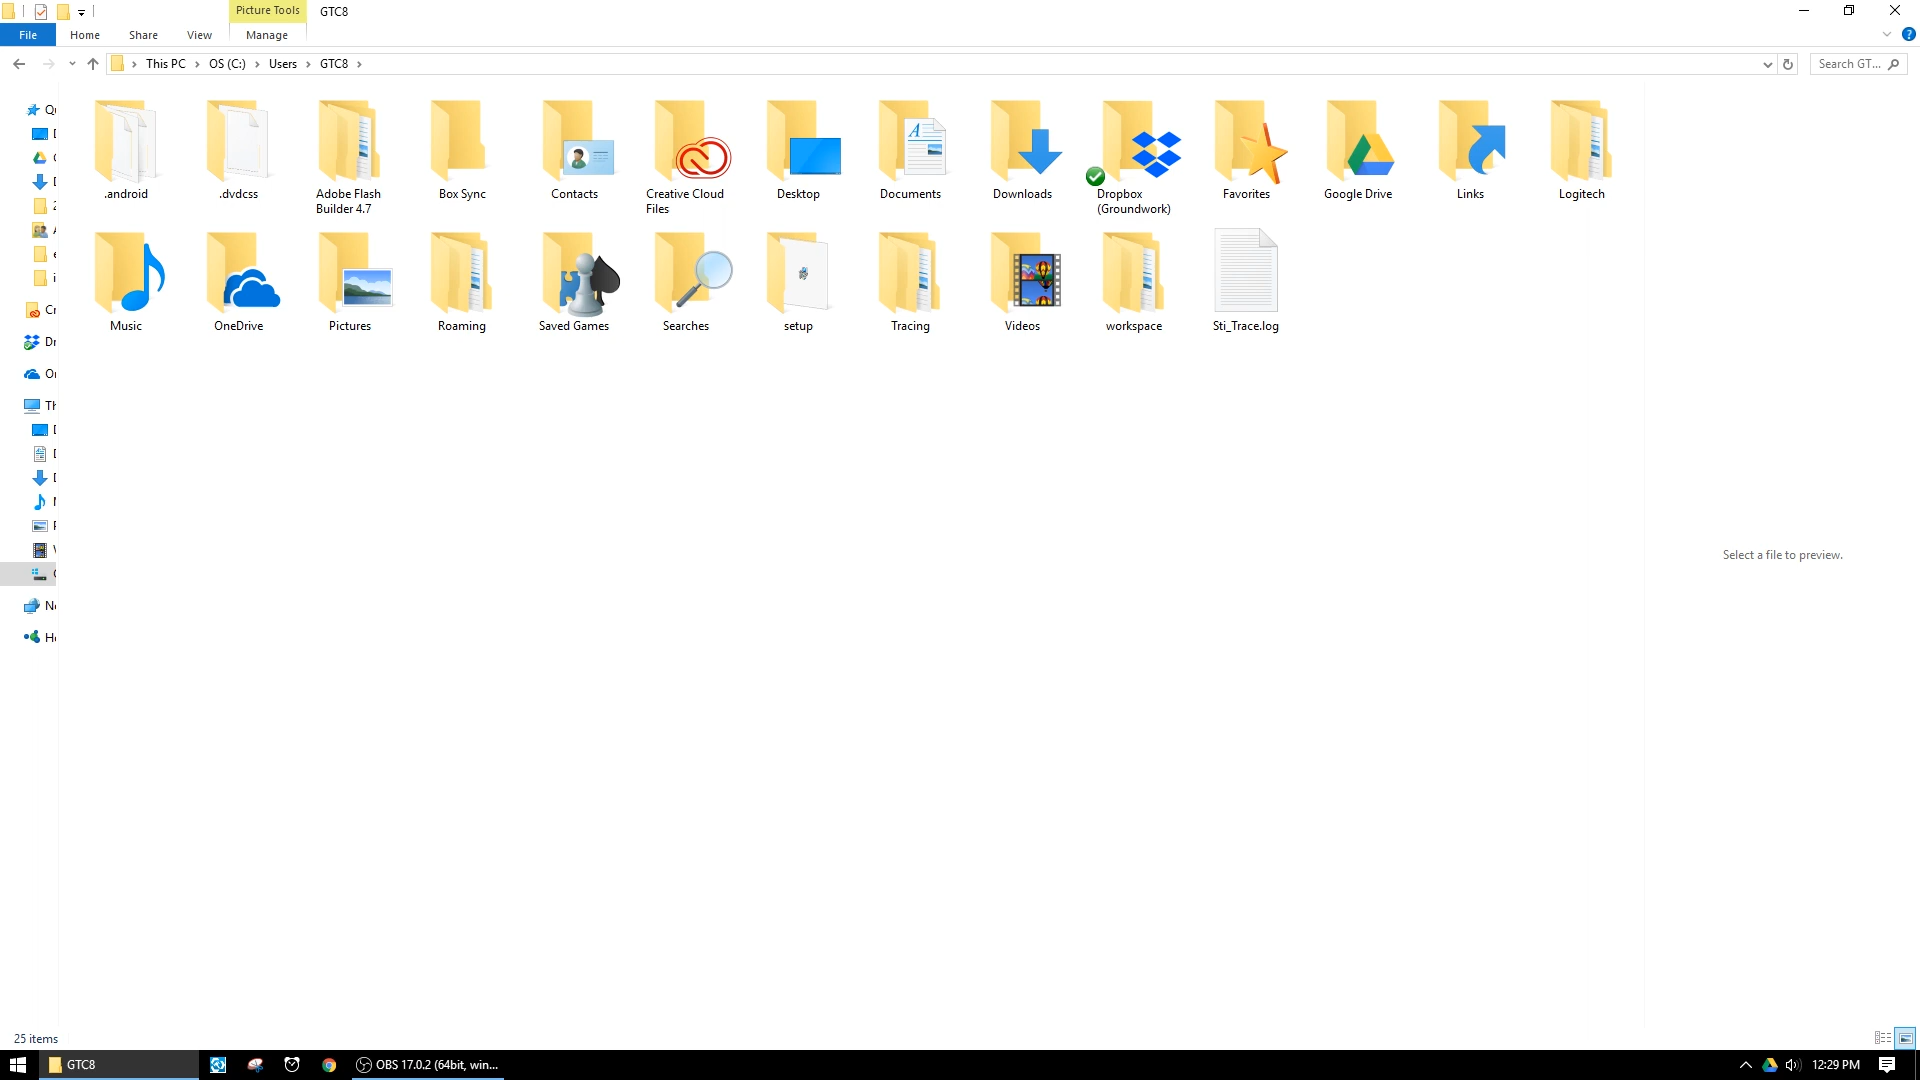 Picture Tools
GTC8
File
Home
Share
View
Manage
This PC
OS (C:)
Users
GTC8
Search GT...
.android
.dvdcss
Adobe Flash
Builder 4.7
Box Sync
Contacts
Creative Cloud
Files
Desktop
Documents
Downloads
Dropbox
(Groundwork)
Favorites
Google Drive
Links
Logitech
Music
OneDrive
Pictures
Roaming
Saved Games
Searches
setup
Tracing
Videos
workspace
Sti_Trace.log
Select a file to preview.
25 items
GTC8
OBS 17.0.2 (64bit, win...
12:29 PM